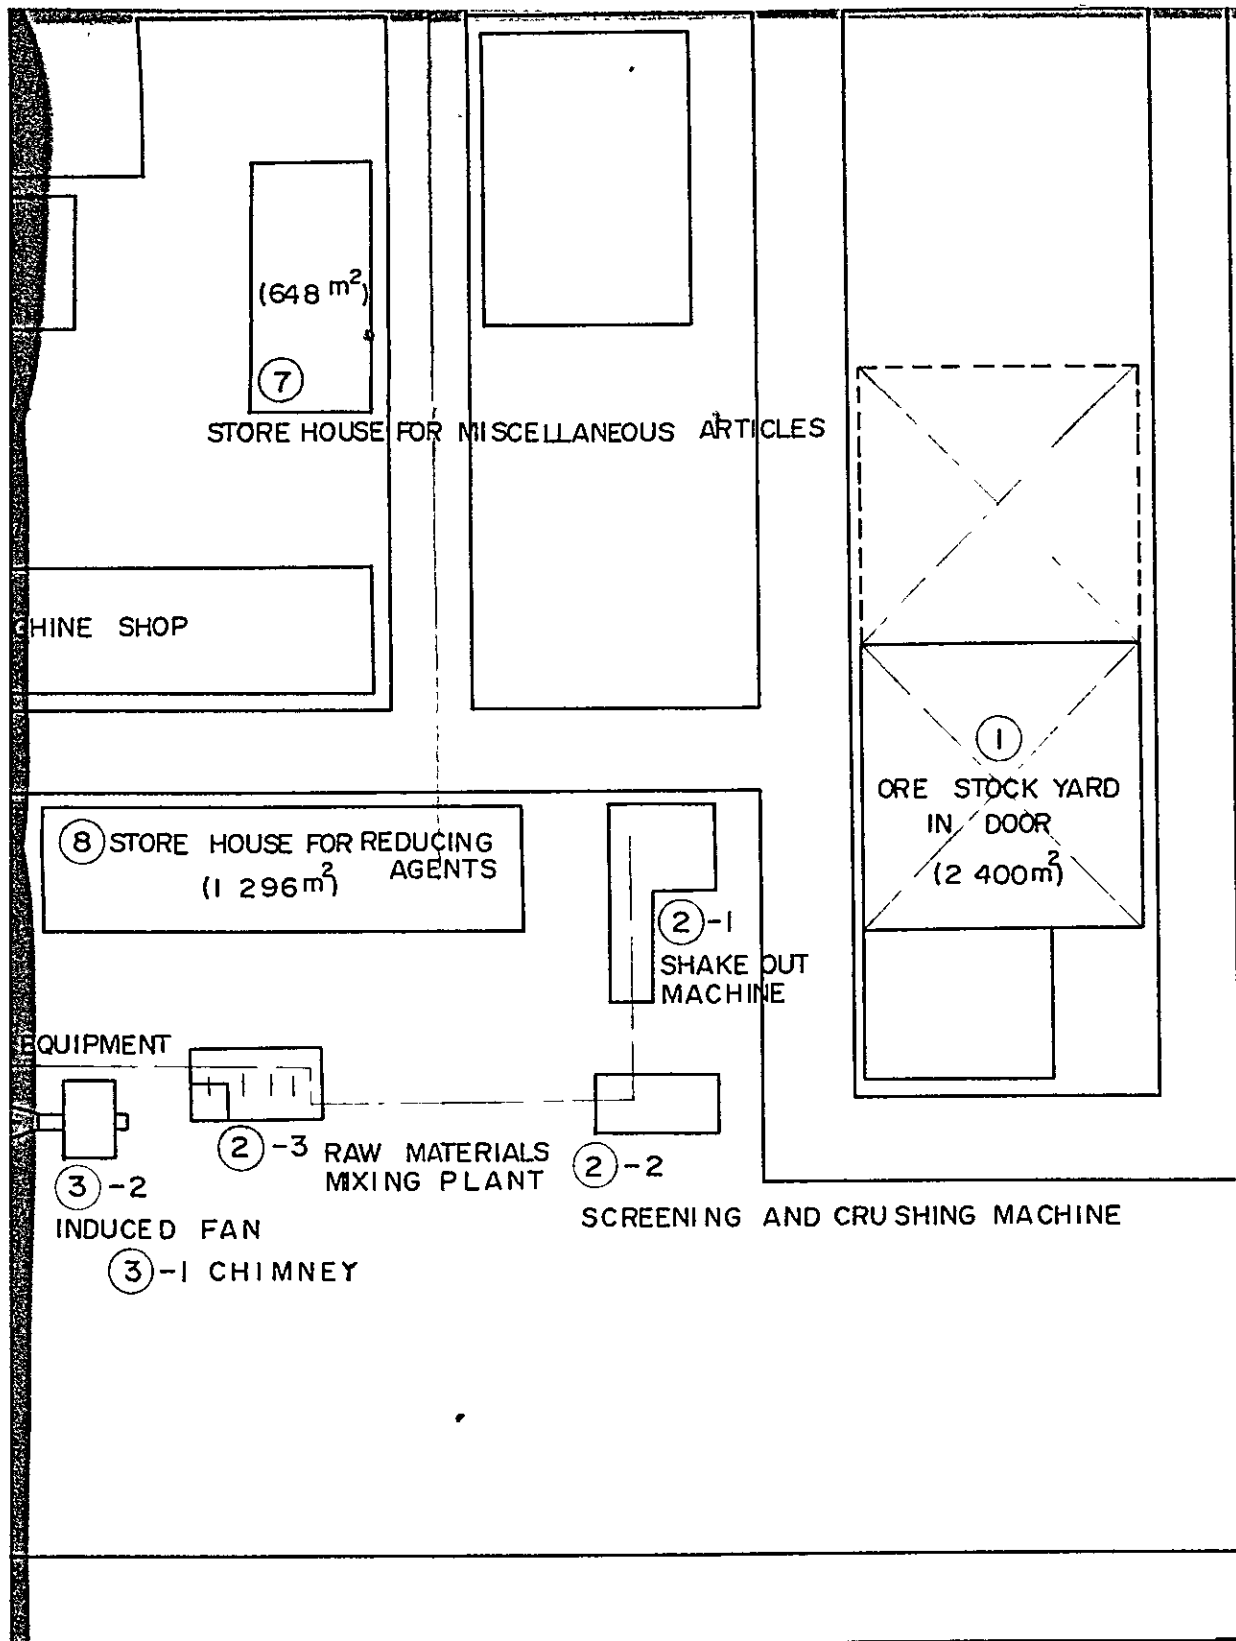 (648 m²)
⑦
STORE HOUSE FOR MISCELLANEOUS ARTICLES
CHINE SHOP
①
ORE STOCK YARD
IN DOOR
(2 400m²)
⑧ STORE HOUSE FOR REDUCING
AGENTS
(1 296m²)
②-1
SHAKE OUT
MACHINE
EQUIPMENT
②-3 RAW MATERIALS
MIXING PLANT
②-2
SCREENING AND CRUSHING MACHINE
③-2
INDUCED FAN
③-1 CHIMNEY